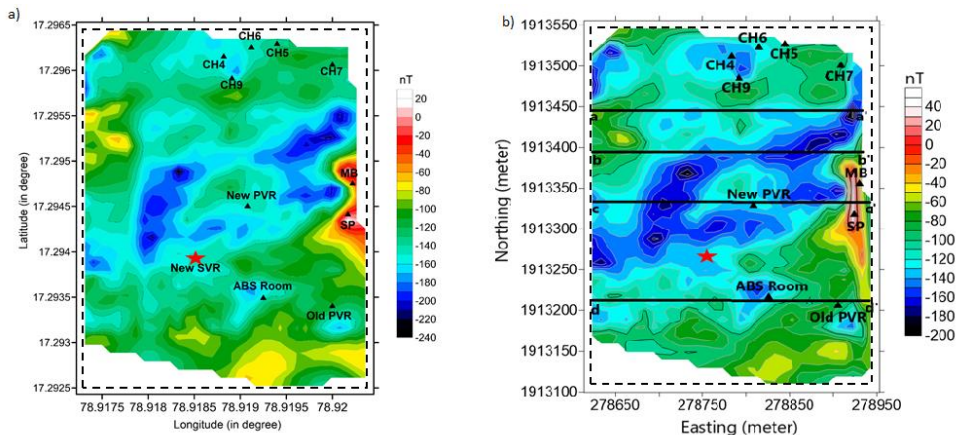 a)
CH6
CH5
CH4
CH7
CH9
MB
New PVR
SP
New SVR
ABS Room
Old PVR
17.2965
17.296
17.2955
17.295
17.2945
17.294
17.2935
17.293
17.2925
Latitude (in degree)
78.9175 78.918 78.9185 78.919 78.9195 78.92
Longitude (in degree)
nT
20
0
-20
-40
-60
-80
-100
-120
-140
-160
-180
-200
-220
-240
b)
CH6
CH5
CH4
CH7
CH9
a a'
b b'
MB
New PVR
c c'
SP
ABS Room
d d'
Old PVR
1913550
1913500
1913450
1913400
1913350
1913300
1913250
1913200
1913150
1913100
Northing (meter)
278650 278750 278850 278950
Easting (meter)
nT
40
20
0
-20
-40
-60
-80
-100
-120
-140
-150
-160
-180
-200